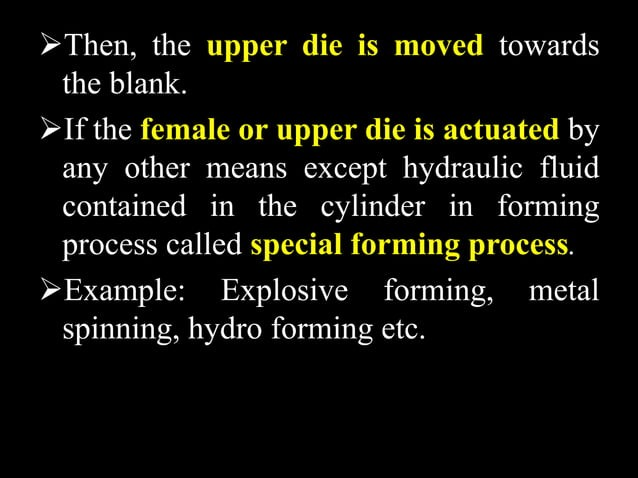 ➢Then, the upper die is moved towards
the blank.
➢If the female or upper die is actuated by
any other means except hydraulic fluid
contained in the cylinder in forming
process called special forming process.
➢Example: Explosive forming, metal
spinning, hydro forming etc.